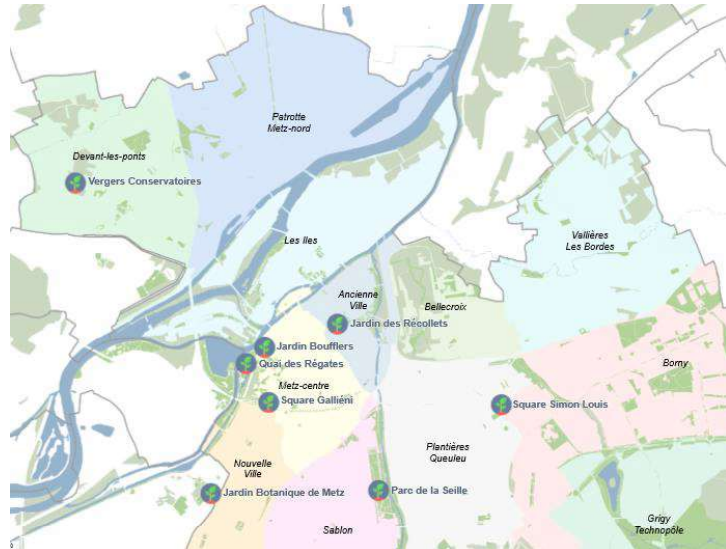 Patrotte
Metz-nord
Devant-les-ponts
Vergers Conservatoires
Les Iles
Vallières
Les Bordes
Ancienne
Ville
Bellecroix
Jardin des Récollets
Jardin Boufflers
Quai des Régates
Borny
Metz-centre
Square Galliéni
Square Simon Louis
Plantières
Queuleu
Nouvelle
Ville
Jardin Botanique de Metz
Parc de la Seille
Sablon
Grigy
Technopôle